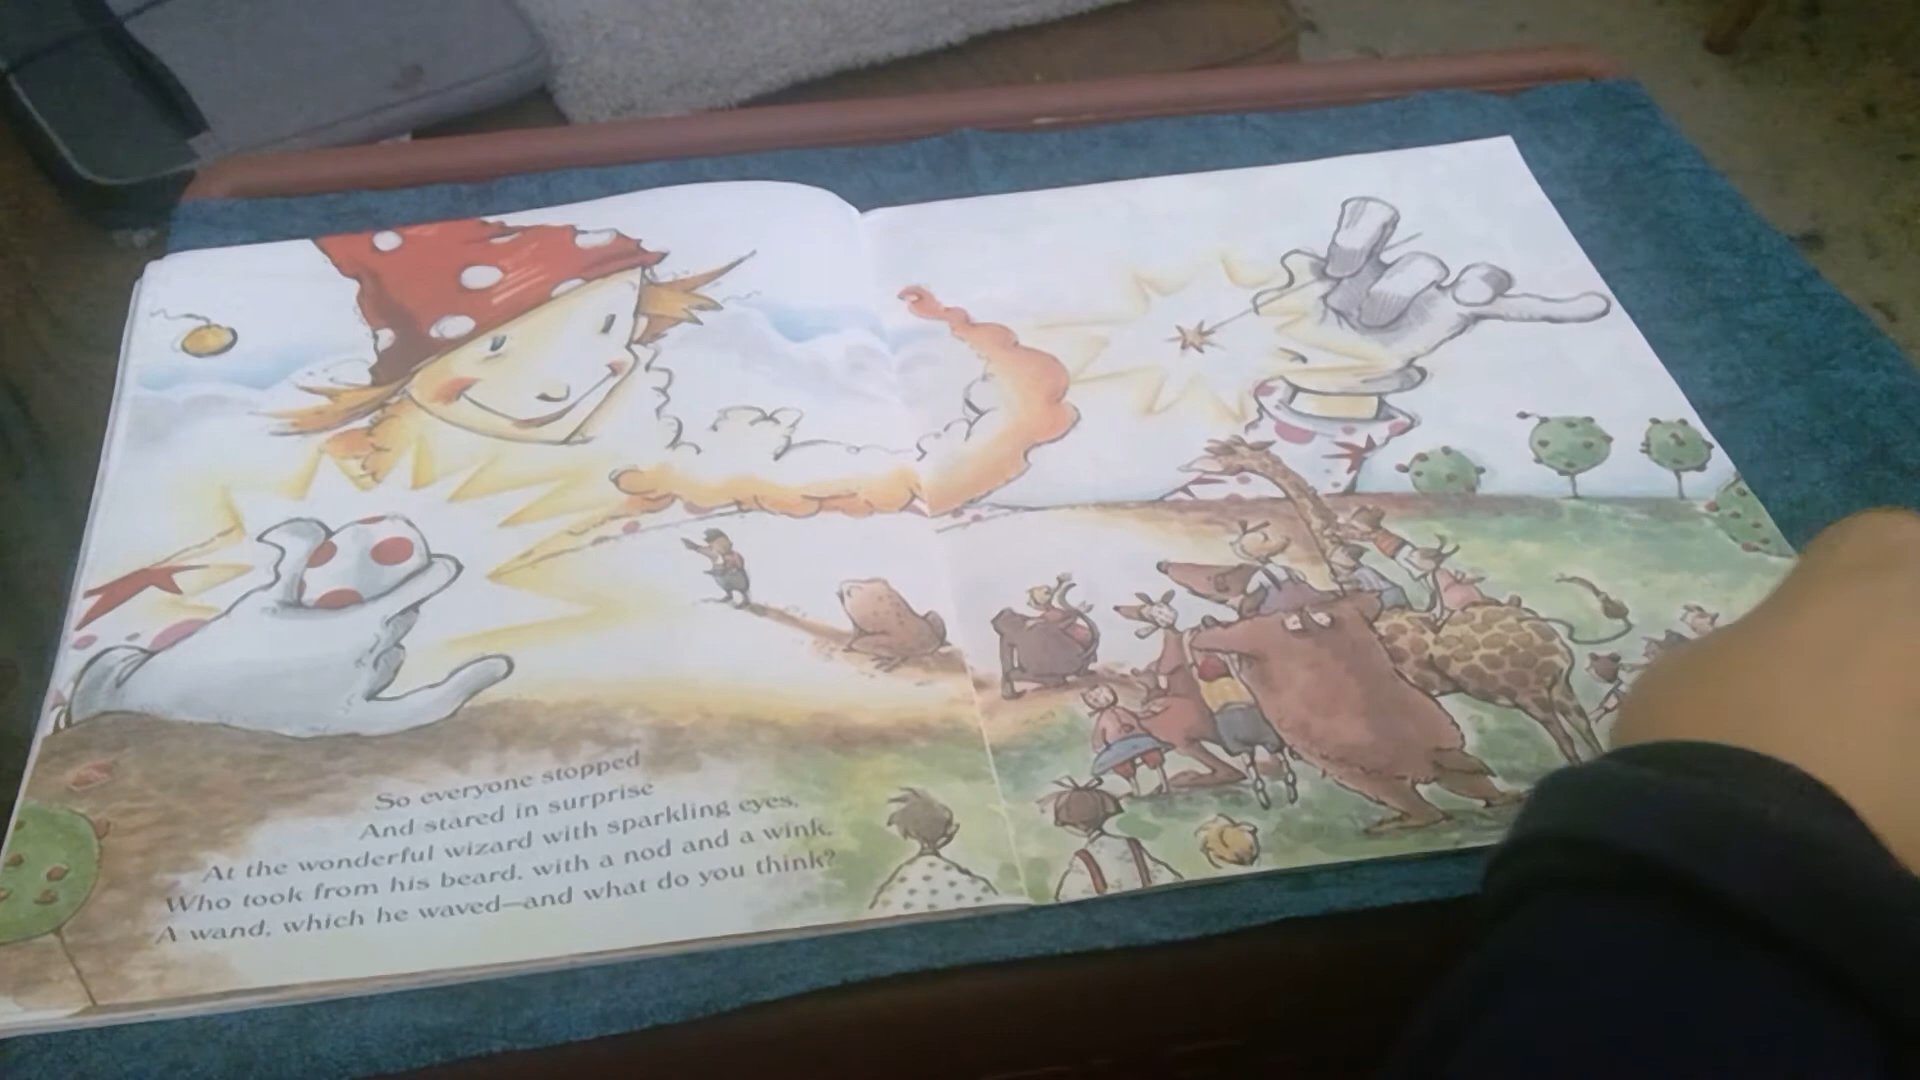 So everyone stopped
And stared in surprise
At the wonderful wizard with sparkling eyes,
Who took from his beard, with a nod and a wink,
A wand, which he waved—and what do you think?